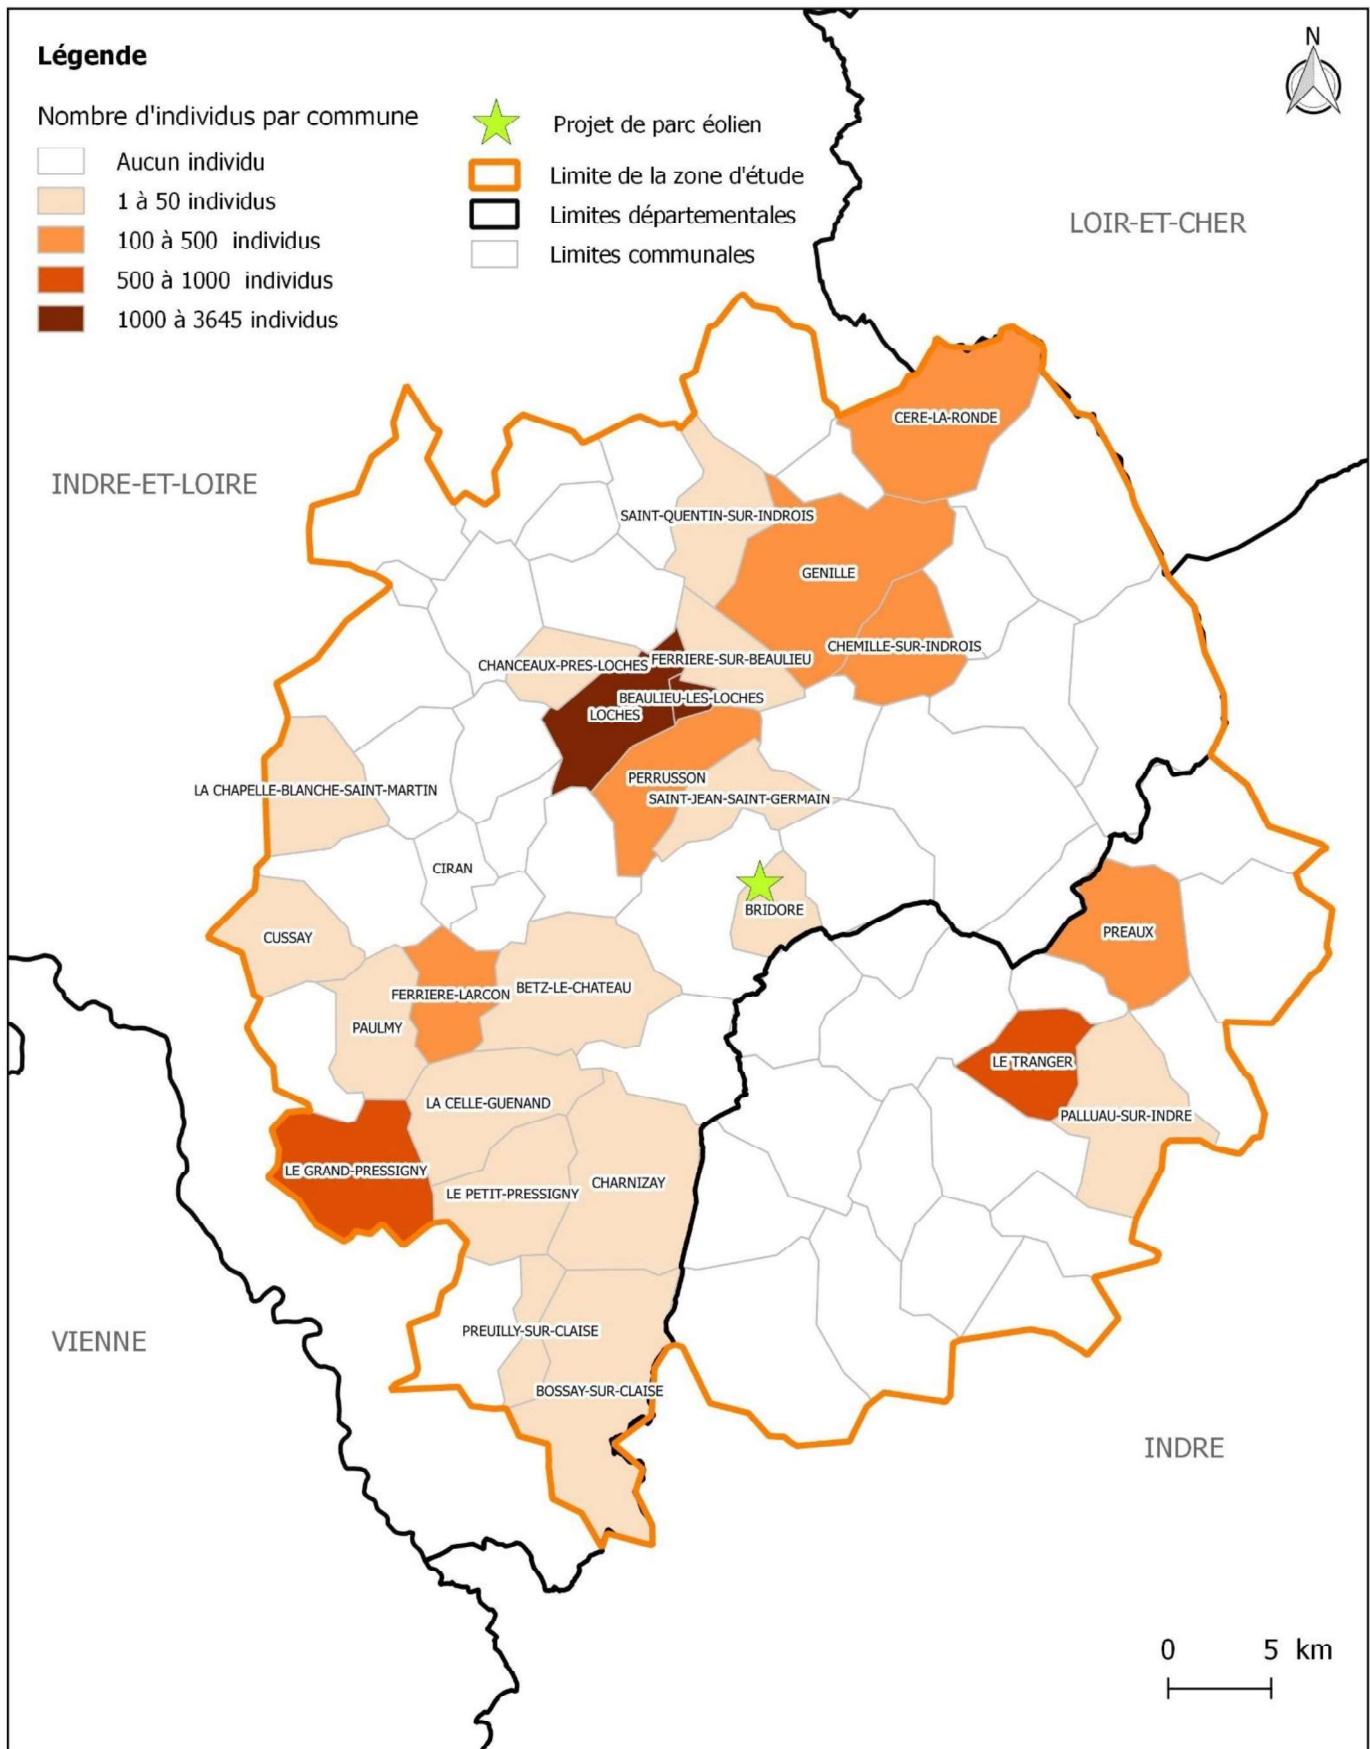 Légende
Nombre d'individus par commune
Aucun individu
1 à 50 individus
100 à 500 individus
500 à 1000 individus
1000 à 3645 individus
Projet de parc éolien
Limite de la zone d'étude
Limites départementales
Limites communales
N
LOIR-ET-CHER
INDRE-ET-LOIRE
CERE-LA-RONDE
SAINT-QUENTIN-SUR-INDROIS
GENILLE
CHEMILLE-SUR-INDROIS
CHANCEAUX-PRES-LOCHES
FERRIERE-SUR-BEAULIEU
BEAULIEU-LES-LOCHES
LOCHES
PERRUSSON
LA CHAPELLE-BLANCHE-SAINT-MARTIN
SAINT-JEAN-SAINT-GERMAIN
CIRAN
BRIDORE
CUSSAY
PREAUX
BETZ-LE-CHATEAU
FERRIERE-LARCON
PAULMY
LE TRANGER
LA CELLE-GUENAND
PALLUAU-SUR-INDRE
LE GRAND-PRESSIGNY
CHARNIZAY
LE PETIT-PRESSIGNY
PREUILLY-SUR-CLAISE
VIENNE
BOSSAY-SUR-CLAISE
INDRE
0 5 km